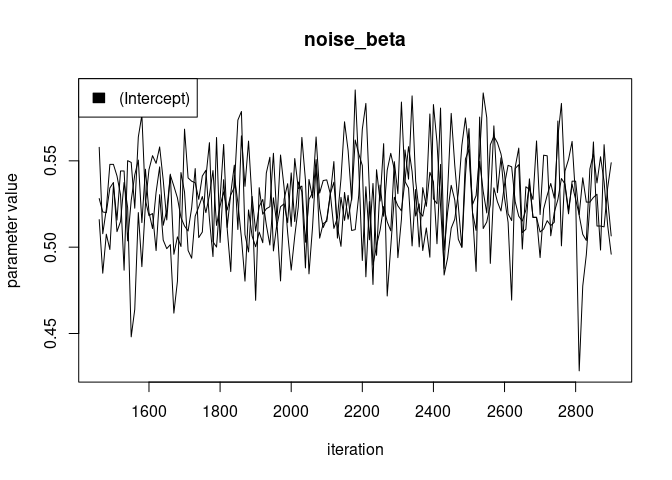 noise_beta
(Intercept)
parameter value
0.55
0.50
0.45
1600 1800 2000 2200 2400 2600 2800
iteration